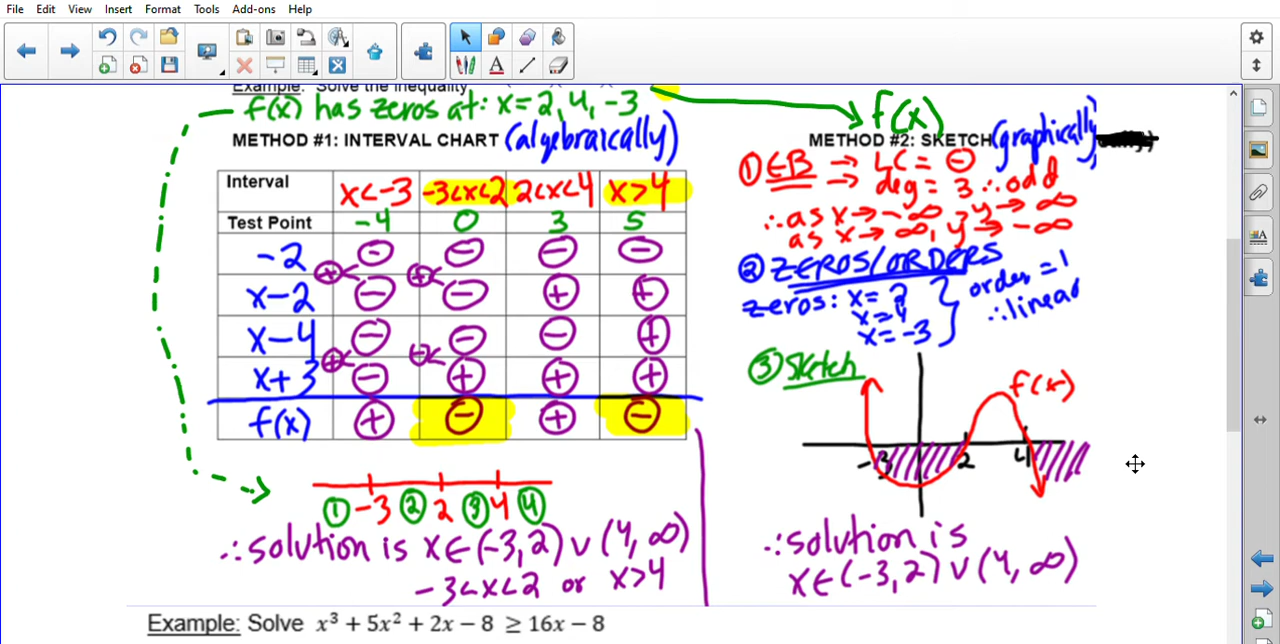 File Edit View Insert Format Tools Add-ons Help
Example: Solve the inequality
f(x) has zeros at: x = 2, 4, -3
f(x)
METHOD #1: INTERVAL CHART (algebraically)
Interval x<-3 -3<x<2 2<x<4 x>4
Test Point -4 0 3 5
-2 - - - -
x-2 - - + +
x-4 - - - +
x+3 - + + +
f(x) + - + -
+ +
+ +
① -3 ② 2 ③ 4 ④
∴ solution is x∈(-3,2) ∪ (4,∞)
-3<x<2 or x>4
METHOD #2: SKETCH (graphically)
① EB → LC = -
→ deg = 3 ∴ odd
∴ as x→-∞, y→∞
as x→∞, y→-∞
② ZEROS/ORDERS
zeros: x = 2
x = 4
x = -3
order = 1
∴ linear
③ Sketch
f(x)
-3 2 4
∴ solution is
x∈(-3,2) ∪ (4,∞)
Example: Solve x³ + 5x² + 2x − 8 ≥ 16x − 8